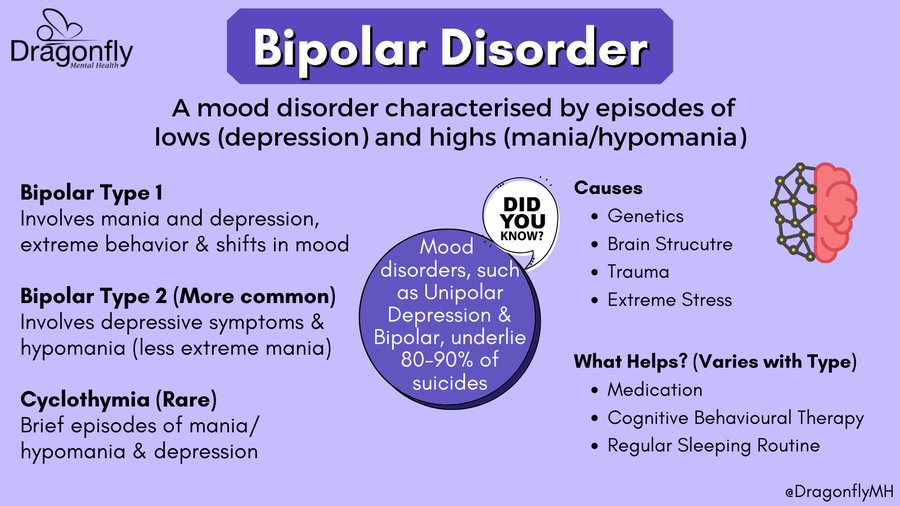 Dragonfly
Mental Health
Bipolar Disorder
A mood disorder characterised by episodes of
lows (depression) and highs (mania/hypomania)
Bipolar Type 1
Involves mania and depression,
extreme behavior & shifts in mood
Bipolar Type 2 (More common)
Involves depressive symptoms &
hypomania (less extreme mania)
Cyclothymia (Rare)
Brief episodes of mania/
hypomania & depression
DID
YOU
KNOW?
Mood
disorders, such
as Unipolar
Depression &
Bipolar, underlie
80-90% of
suicides
Causes
• Genetics
• Brain Strucutre
• Trauma
• Extreme Stress
What Helps? (Varies with Type)
• Medication
• Cognitive Behavioural Therapy
• Regular Sleeping Routine
@DragonflyMH